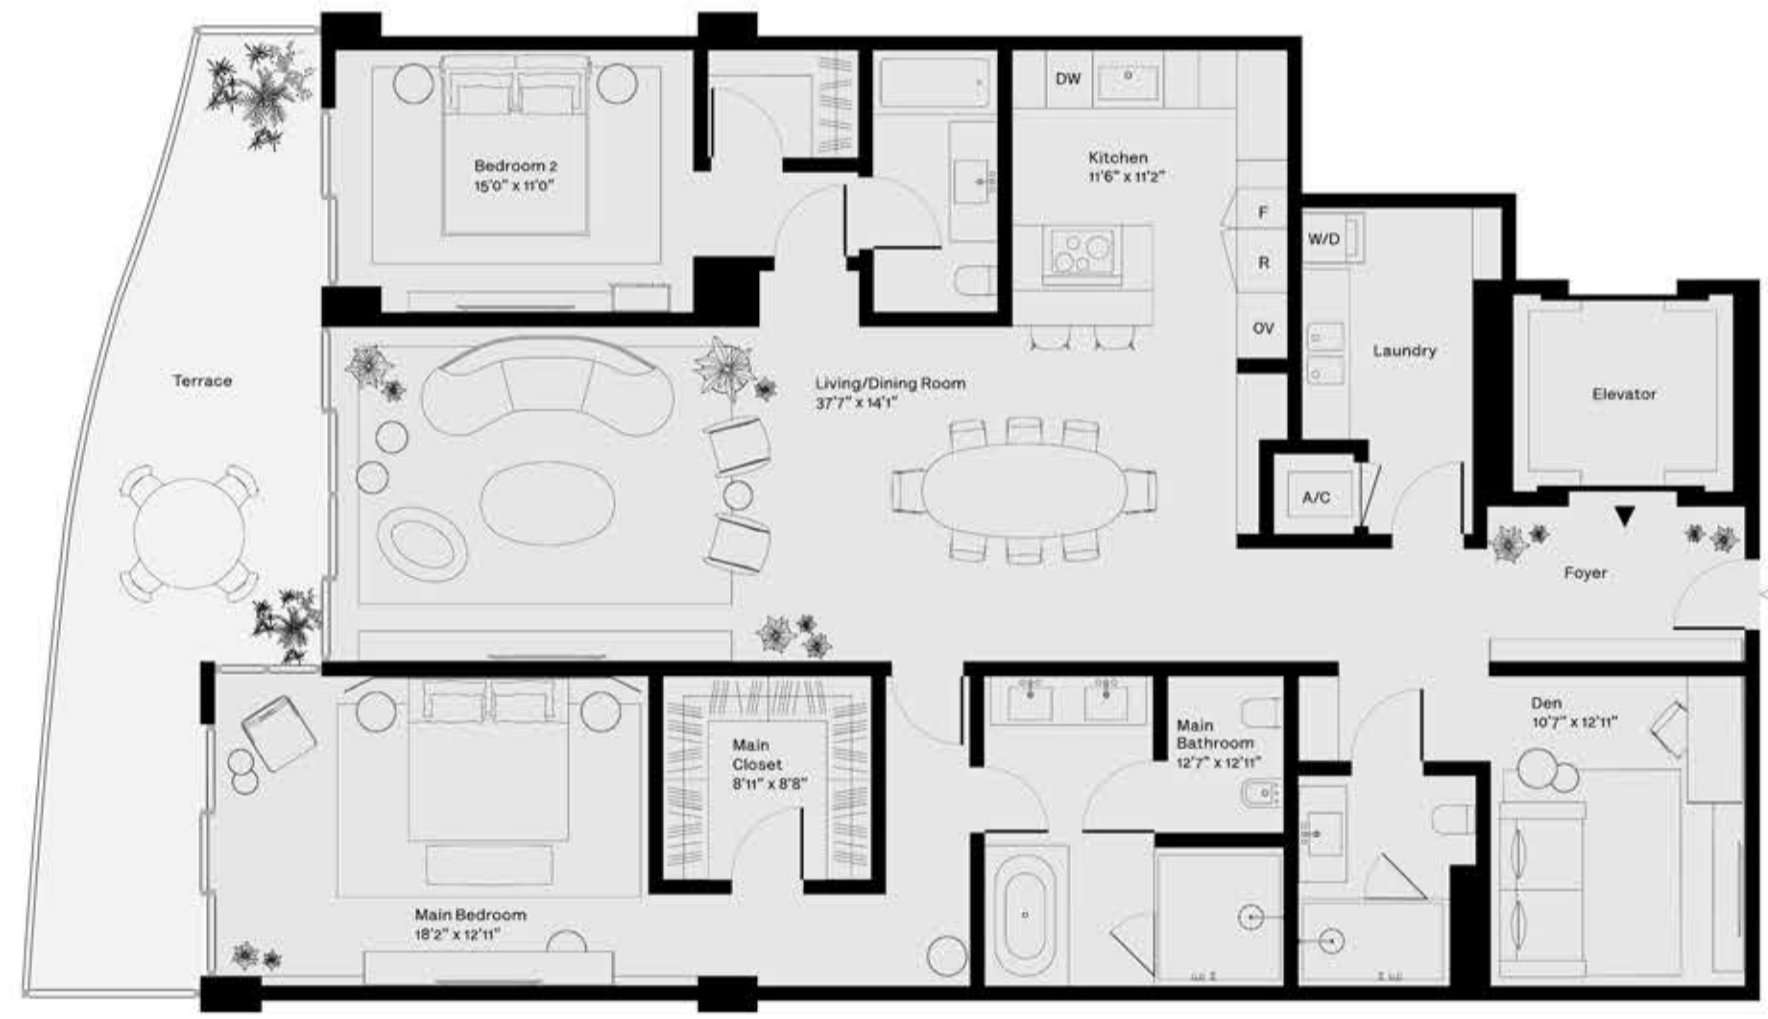 DW
Kitchen
11'6" x 11'2"
Bedroom 2
15'0" x 11'0"
F
W/D
R
OV
Laundry
Terrace
Living/Dining Room
37'7" x 14'1"
Elevator
A/C
Foyer
Den
10'7" x 12'11"
Main
Bathroom
12'7" x 12'11"
Main
Closet
8'11" x 8'8"
Main Bedroom
18'2" x 12'11"